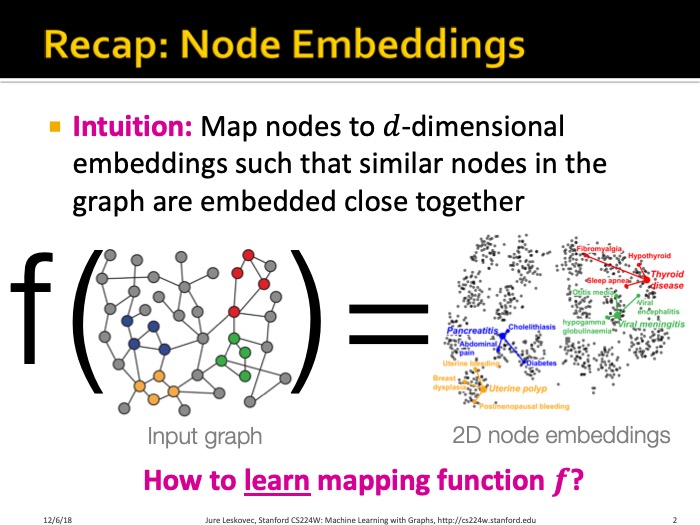 Recap: Node Embeddings
Intuition: Map nodes to d-dimensional
embeddings such that similar nodes in the
graph are embedded close together
f( ) =
Fibromyalgia
Hypothyroid
Sleep apnea
Thyroid
disease
Otitis media
Viral
encephalitis
hypogamma
globulinaemia
Viral meningitis
Pancreatitis
Cholelithiasis
Abdominal
pain
Diabetes
Uterine bleeding
Breast
dysplasia
Uterine polyp
Postmenopausal bleeding
Input graph
2D node embeddings
How to learn mapping function f?
12/6/18
Jure Leskovec, Stanford CS224W: Machine Learning with Graphs, http://cs224w.stanford.edu
2